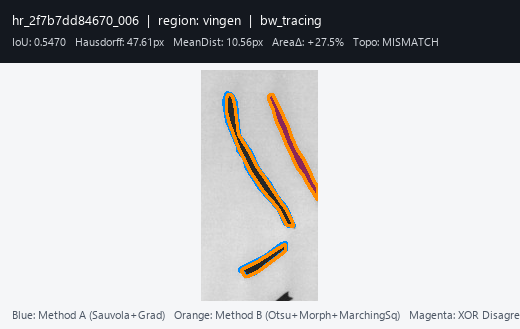 hr_2f7b7dd84670_006 | region: vingen | bw_tracing
IoU: 0.5470 Hausdorff: 47.61px MeanDist: 10.56px AreaΔ: +27.5% Topo: MISMATCH
Blue: Method A (Sauvola+Grad) Orange: Method B (Otsu+Morph+MarchingSq) Magenta: XOR Disagre